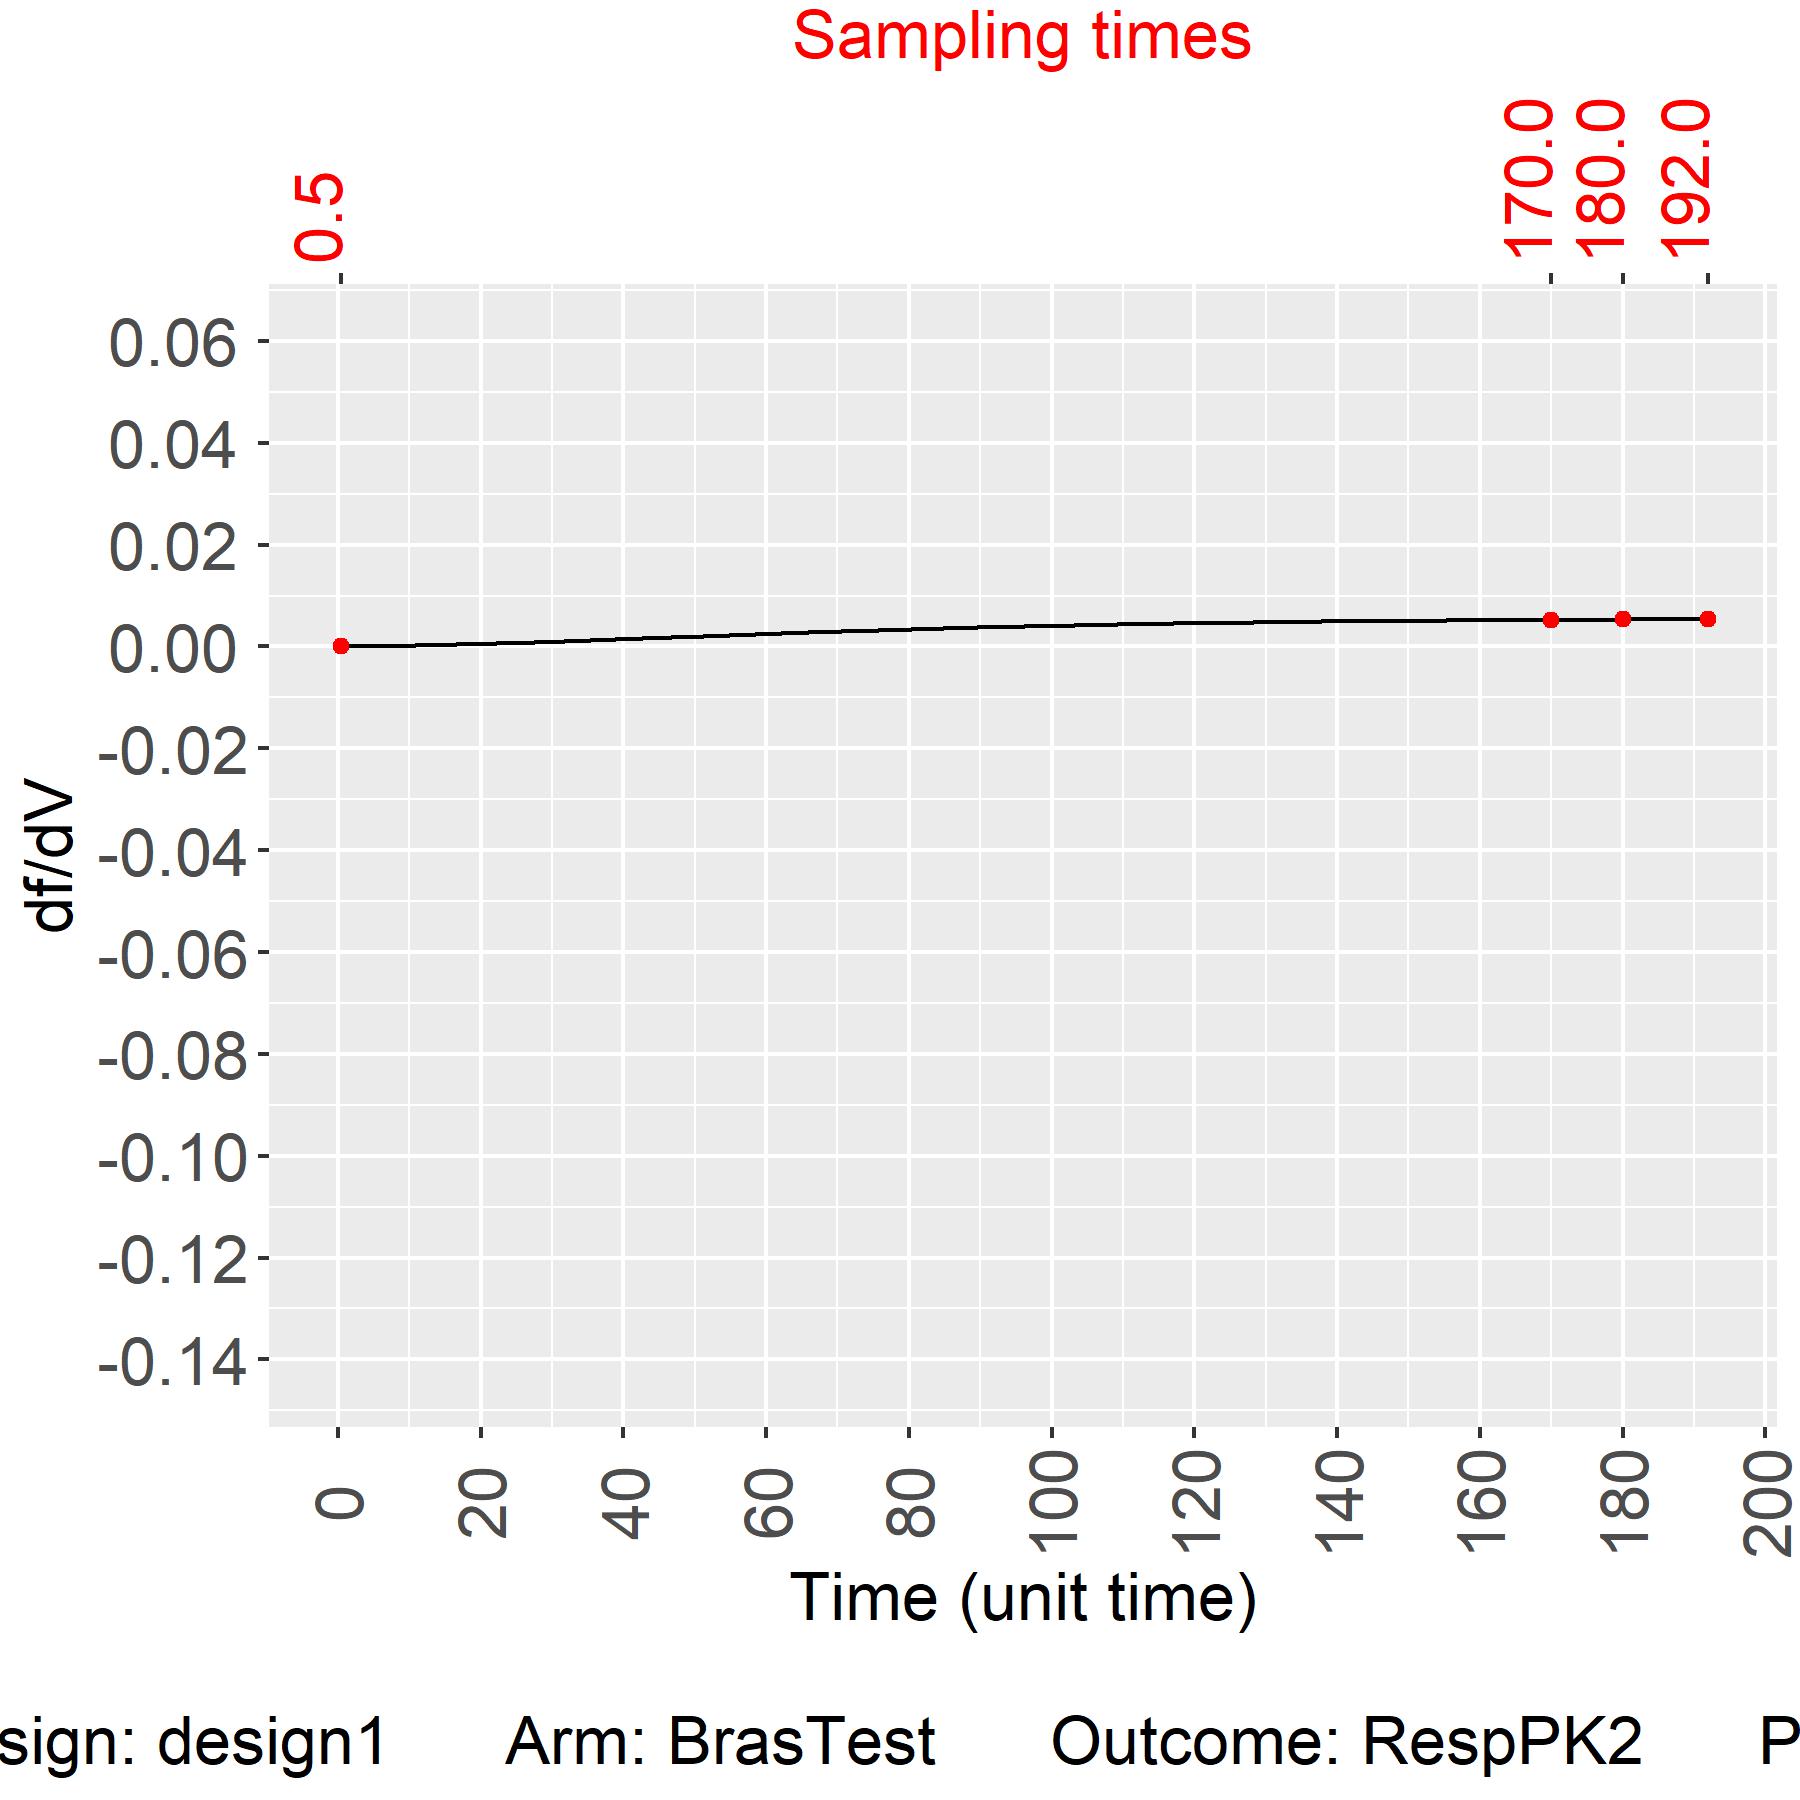 Sampling times
0.5 170.0 180.0 192.0
0.06
0.04
0.02
0.00
-0.02
-0.04
-0.06
-0.08
-0.10
-0.12
-0.14
df/dV
0 20 40 60 80 100 120 140 160 180 200
Time (unit time)
sign: design1 Arm: BrasTest Outcome: RespPK2 P